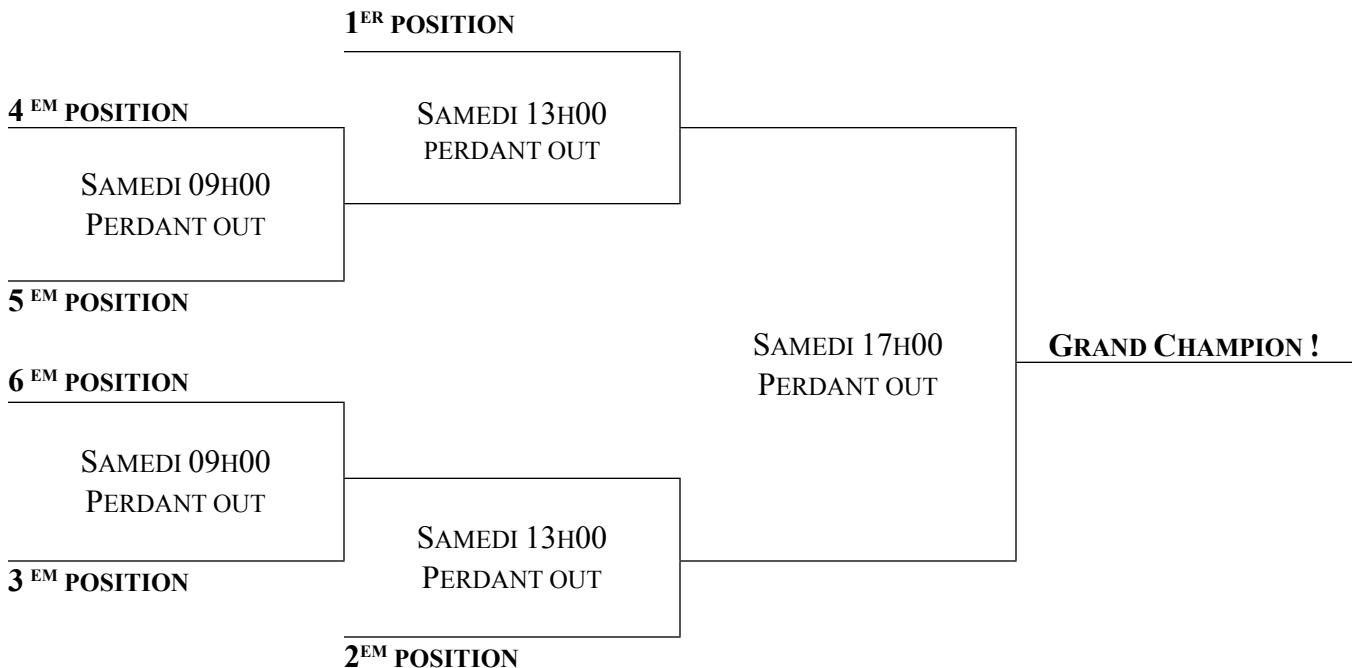 1ER POSITION
4 EM POSITION
SAMEDI 13H00
PERDANT OUT
SAMEDI 09H00
PERDANT OUT
5 EM POSITION
SAMEDI 17H00
PERDANT OUT
GRAND CHAMPION !
6 EM POSITION
SAMEDI 09H00
PERDANT OUT
SAMEDI 13H00
PERDANT OUT
3 EM POSITION
2EM POSITION